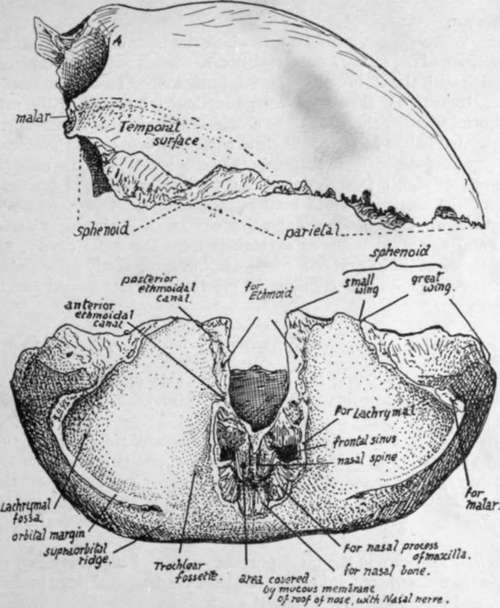 A
malar
Temporal
surface
sphenoid
parietal
sphenoid
small
wing
great
wing.
posterior
ethmoidal
canal.
for
Ethmoid
anterior
ethmoidal
canal
For Lachrymal
frontal sinus
nasal spine
Lachrymal
fossa.
orbital margin
supraorbital
ridge.
Trochlear
fossette.
area covered
by mucous membrane
of roof of nose, with Nasal nerve.
for nasal bone.
For nasal process
of maxilla.
for
malar.